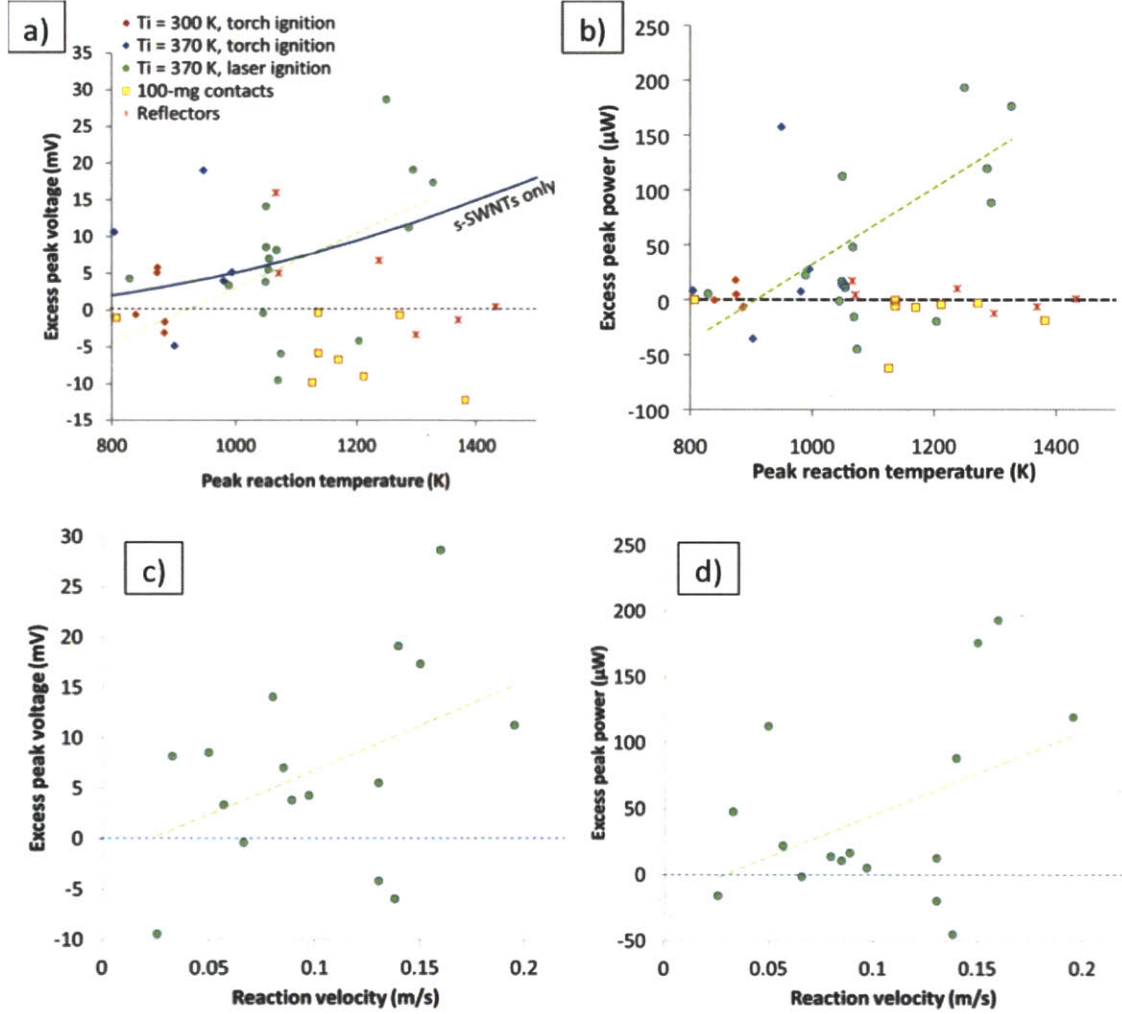 a)
Ti = 300 K, torch ignition
Ti = 370 K, torch ignition
Ti = 370 K, laser ignition
100-mg contacts
Reflectors
35
30
25
20
15
10
5
0
-5
-10
-15
Excess peak voltage (mV)
s-SWNTs only
800
1000
1200
1400
Peak reaction temperature (K)
b)
250
200
150
100
50
0
-50
-100
Excess peak power (µW)
800
1000
1200
1400
Peak reaction temperature (K)
c)
30
25
20
15
10
5
0
-5
-10
Excess peak voltage (mV)
0
0.05
0.1
0.15
0.2
Reaction velocity (m/s)
d)
250
200
150
100
50
0
-50
Excess peak power (µW)
0
0.05
0.1
0.15
0.2
Reaction velocity (m/s)